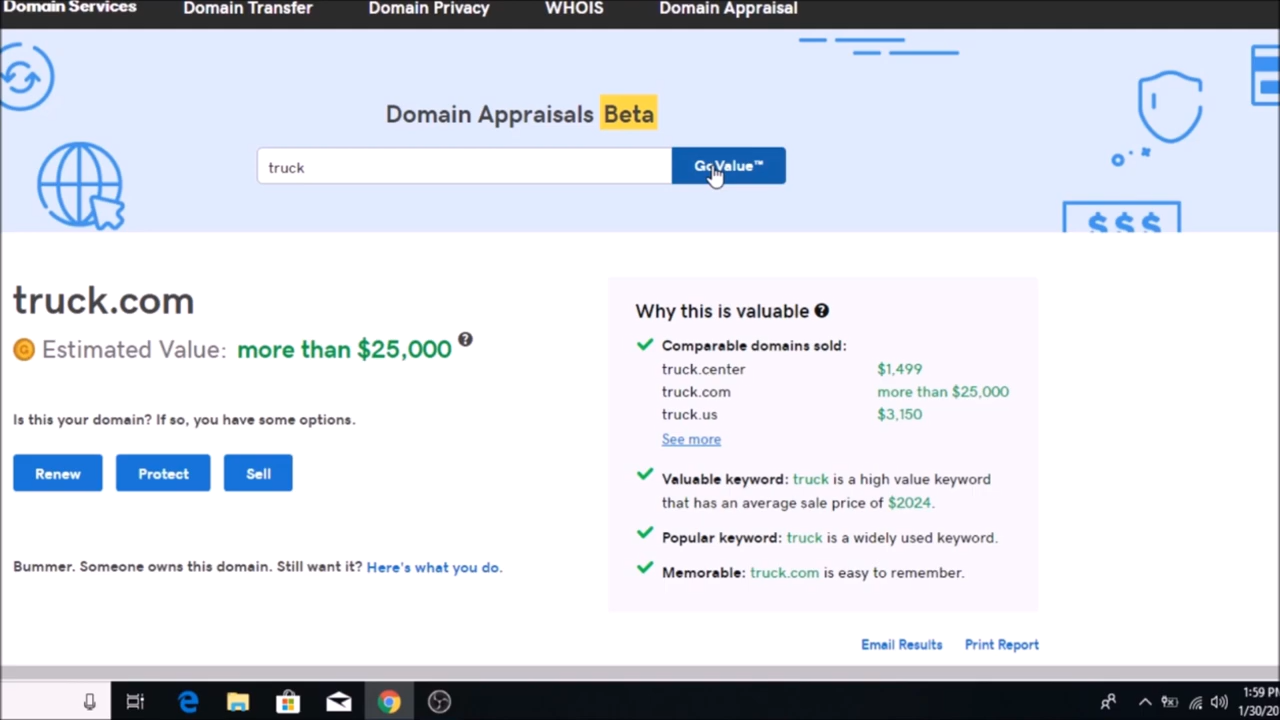 Domain Services Domain Transfer Domain Privacy WHOIS Domain Appraisal
Domain Appraisals Beta
truck GoValue™
$$$
truck.com
Estimated Value: more than $25,000
Is this your domain? If so, you have some options.
Renew Protect Sell
Bummer. Someone owns this domain. Still want it? Here's what you do.
Why this is valuable
Comparable domains sold:
truck.center $1,499
truck.com more than $25,000
truck.us $3,150
See more
Valuable keyword: truck is a high value keyword
that has an average sale price of $2024.
Popular keyword: truck is a widely used keyword.
Memorable: truck.com is easy to remember.
Email Results Print Report
1:59 PM
1/30/20